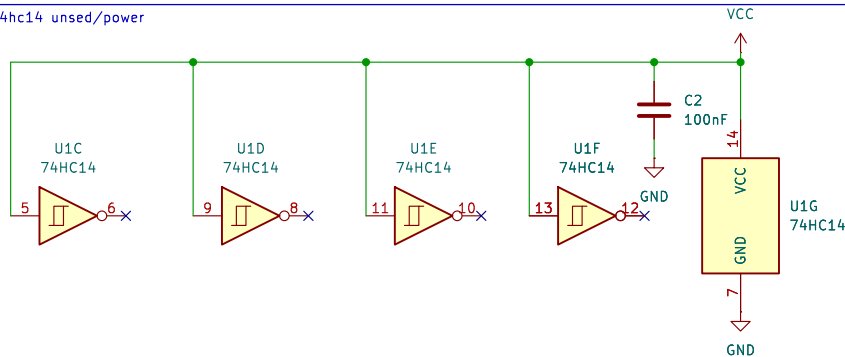 4hc14 unsed/power
VCC
C2
100nF
GND
U1C
74HC14
5
6
U1D
74HC14
9
8
U1E
74HC14
11
10
U1F
74HC14
13
12
14
VCC
GND
7
U1G
74HC14
GND